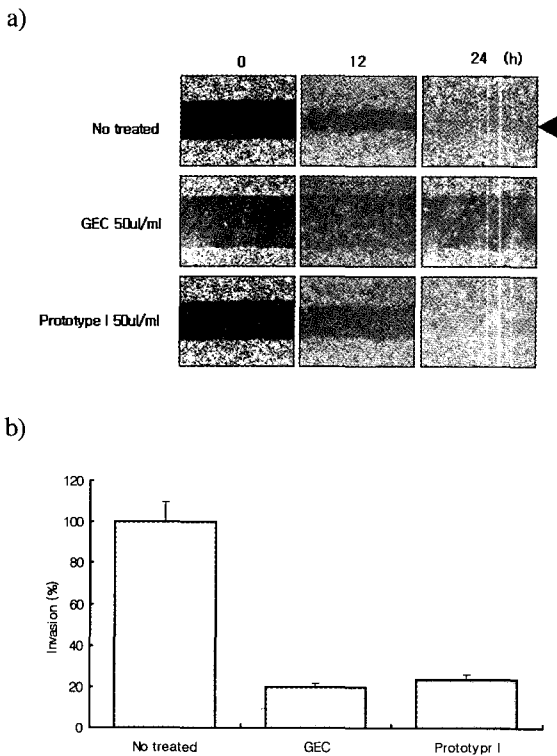 a)
0 12 24 (h)
No treated
GEC 50ul/ml
Prototype I 50ul/ml
b)
120
100
80
60
40
20
0
Invasion (%)
No treated GEC Prototypr I